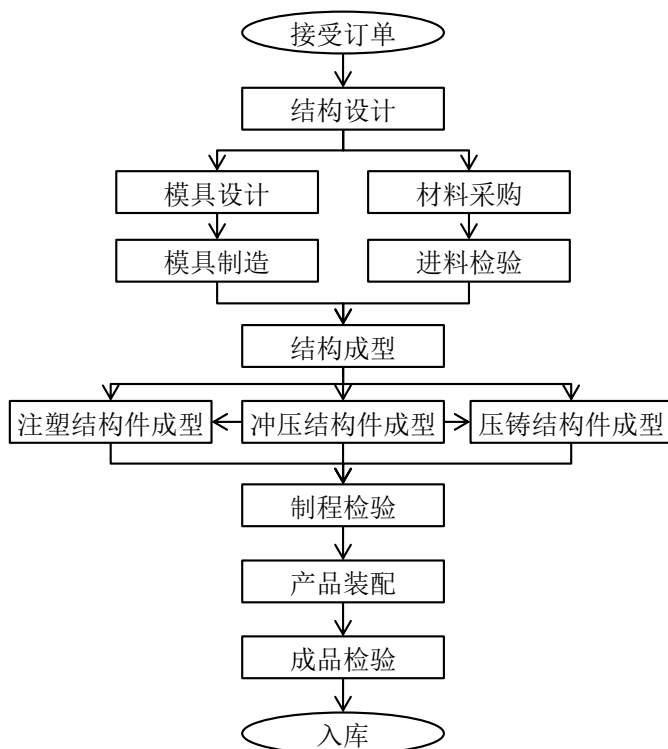 接受订单
结构设计
模具设计
材料采购
模具制造
进料检验
结构成型
注塑结构件成型
冲压结构件成型
压铸结构件成型
制程检验
产品装配
成品检验
入库